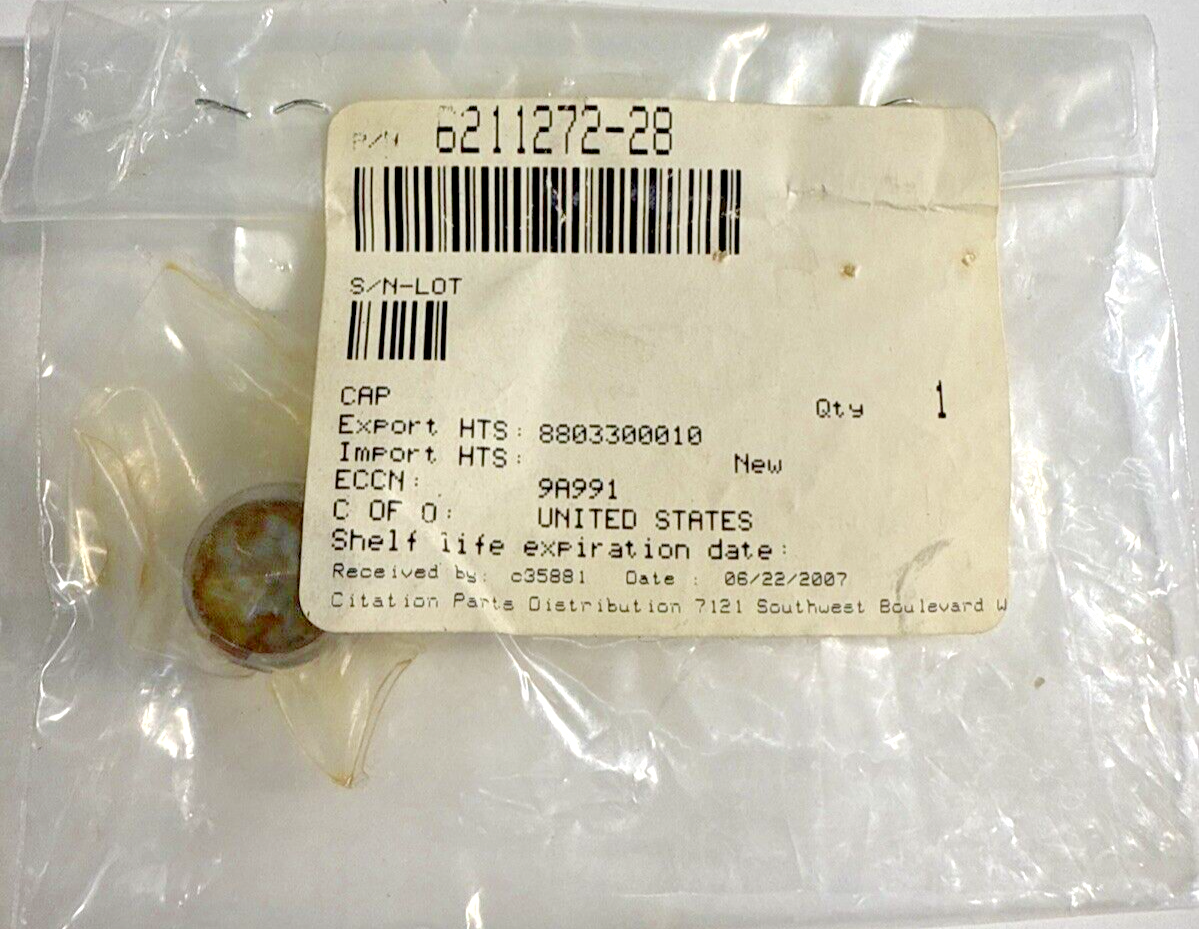 P/N 6211272-28
S/N-LOT
CAP
Qty 1
Export HTS: 8803300010
Import HTS:
New
ECCN: 9A991
C OF O: UNITED STATES
Shelf life expiration date:
Received by: c35881 Date : 06/22/2007
Citation Parts Distribution 7121 Southwest Boulevard W